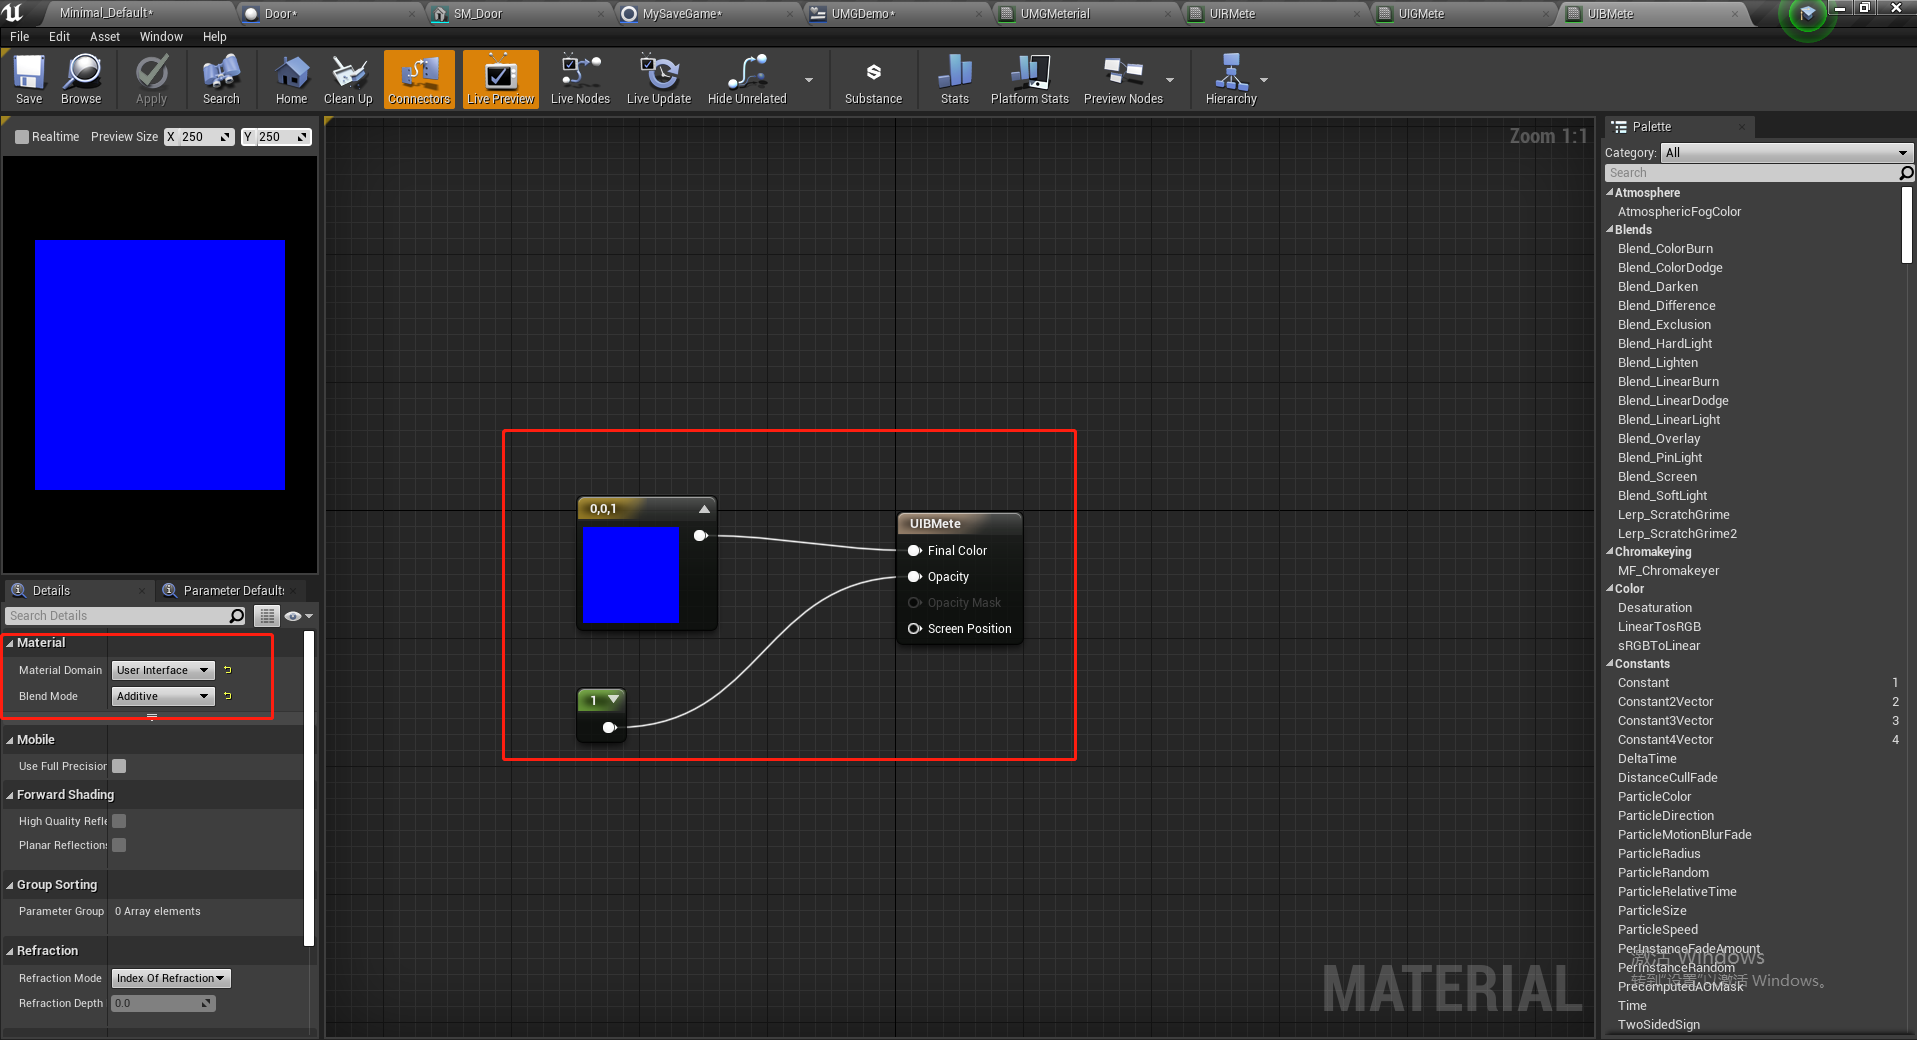 Minimal_Default*
Door*
SM_Door
MySaveGame*
UMGDemo*
UMGMeterial
UIRMete
UIGMete
UIBMete
File Edit Asset Window Help
Save
Browse
Apply
Search
Home
Clean Up
Connectors
Live Preview
Live Nodes
Live Update
Hide Unrelated
Substance
Stats
Platform Stats
Preview Nodes
Hierarchy
Realtime Preview Size X 250 Y 250
Zoom 1:1
0,0,1
UIBMete
Final Color
Opacity
Opacity Mask
Screen Position
1
MATERIAL
Details
Parameter Defaults
Search Details
Material
Material Domain User Interface
Blend Mode Additive
Mobile
Use Full Precision
Forward Shading
High Quality Refle
Planar Reflections
Group Sorting
Parameter Group 0 Array elements
Refraction
Refraction Mode Index Of Refraction
Refraction Depth 0.0
Palette
Category: All
Search
Atmosphere
AtmosphericFogColor
Blends
Blend_ColorBurn
Blend_ColorDodge
Blend_Darken
Blend_Difference
Blend_Exclusion
Blend_HardLight
Blend_Lighten
Blend_LinearBurn
Blend_LinearDodge
Blend_LinearLight
Blend_Overlay
Blend_PinLight
Blend_Screen
Blend_SoftLight
Lerp_ScratchGrime
Lerp_ScratchGrime2
Chromakeying
MF_Chromakeyer
Color
Desaturation
LinearTosRGB
sRGBToLinear
Constants
Constant 1
Constant2Vector 2
Constant3Vector 3
Constant4Vector 4
DeltaTime
DistanceCullFade
ParticleColor
ParticleDirection
ParticleMotionBlurFade
ParticleRadius
ParticleRandom
ParticleRelativeTime
ParticleSize
ParticleSpeed
PerInstanceFadeAmount
激活 Windows
PerInstanceRandom
转到"设置"以激活 Windows。
PrecomputedAOMask
Time
TwoSidedSign